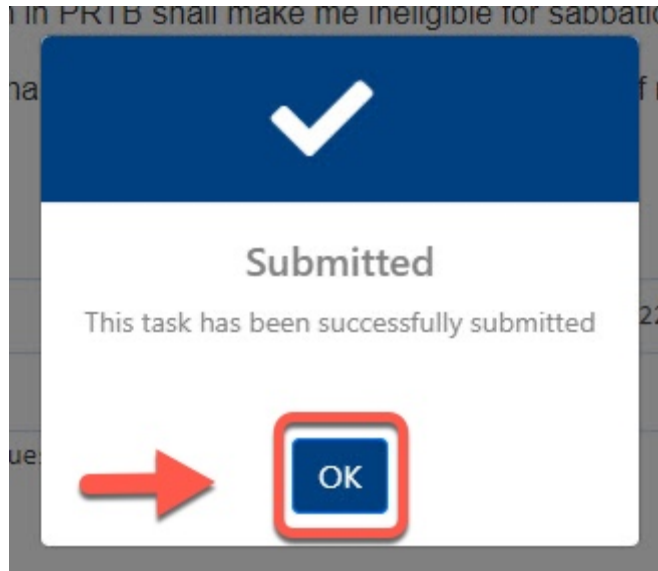 in PRTB shall make me ineligible for sabbatic
Submitted
This task has been successfully submitted
OK